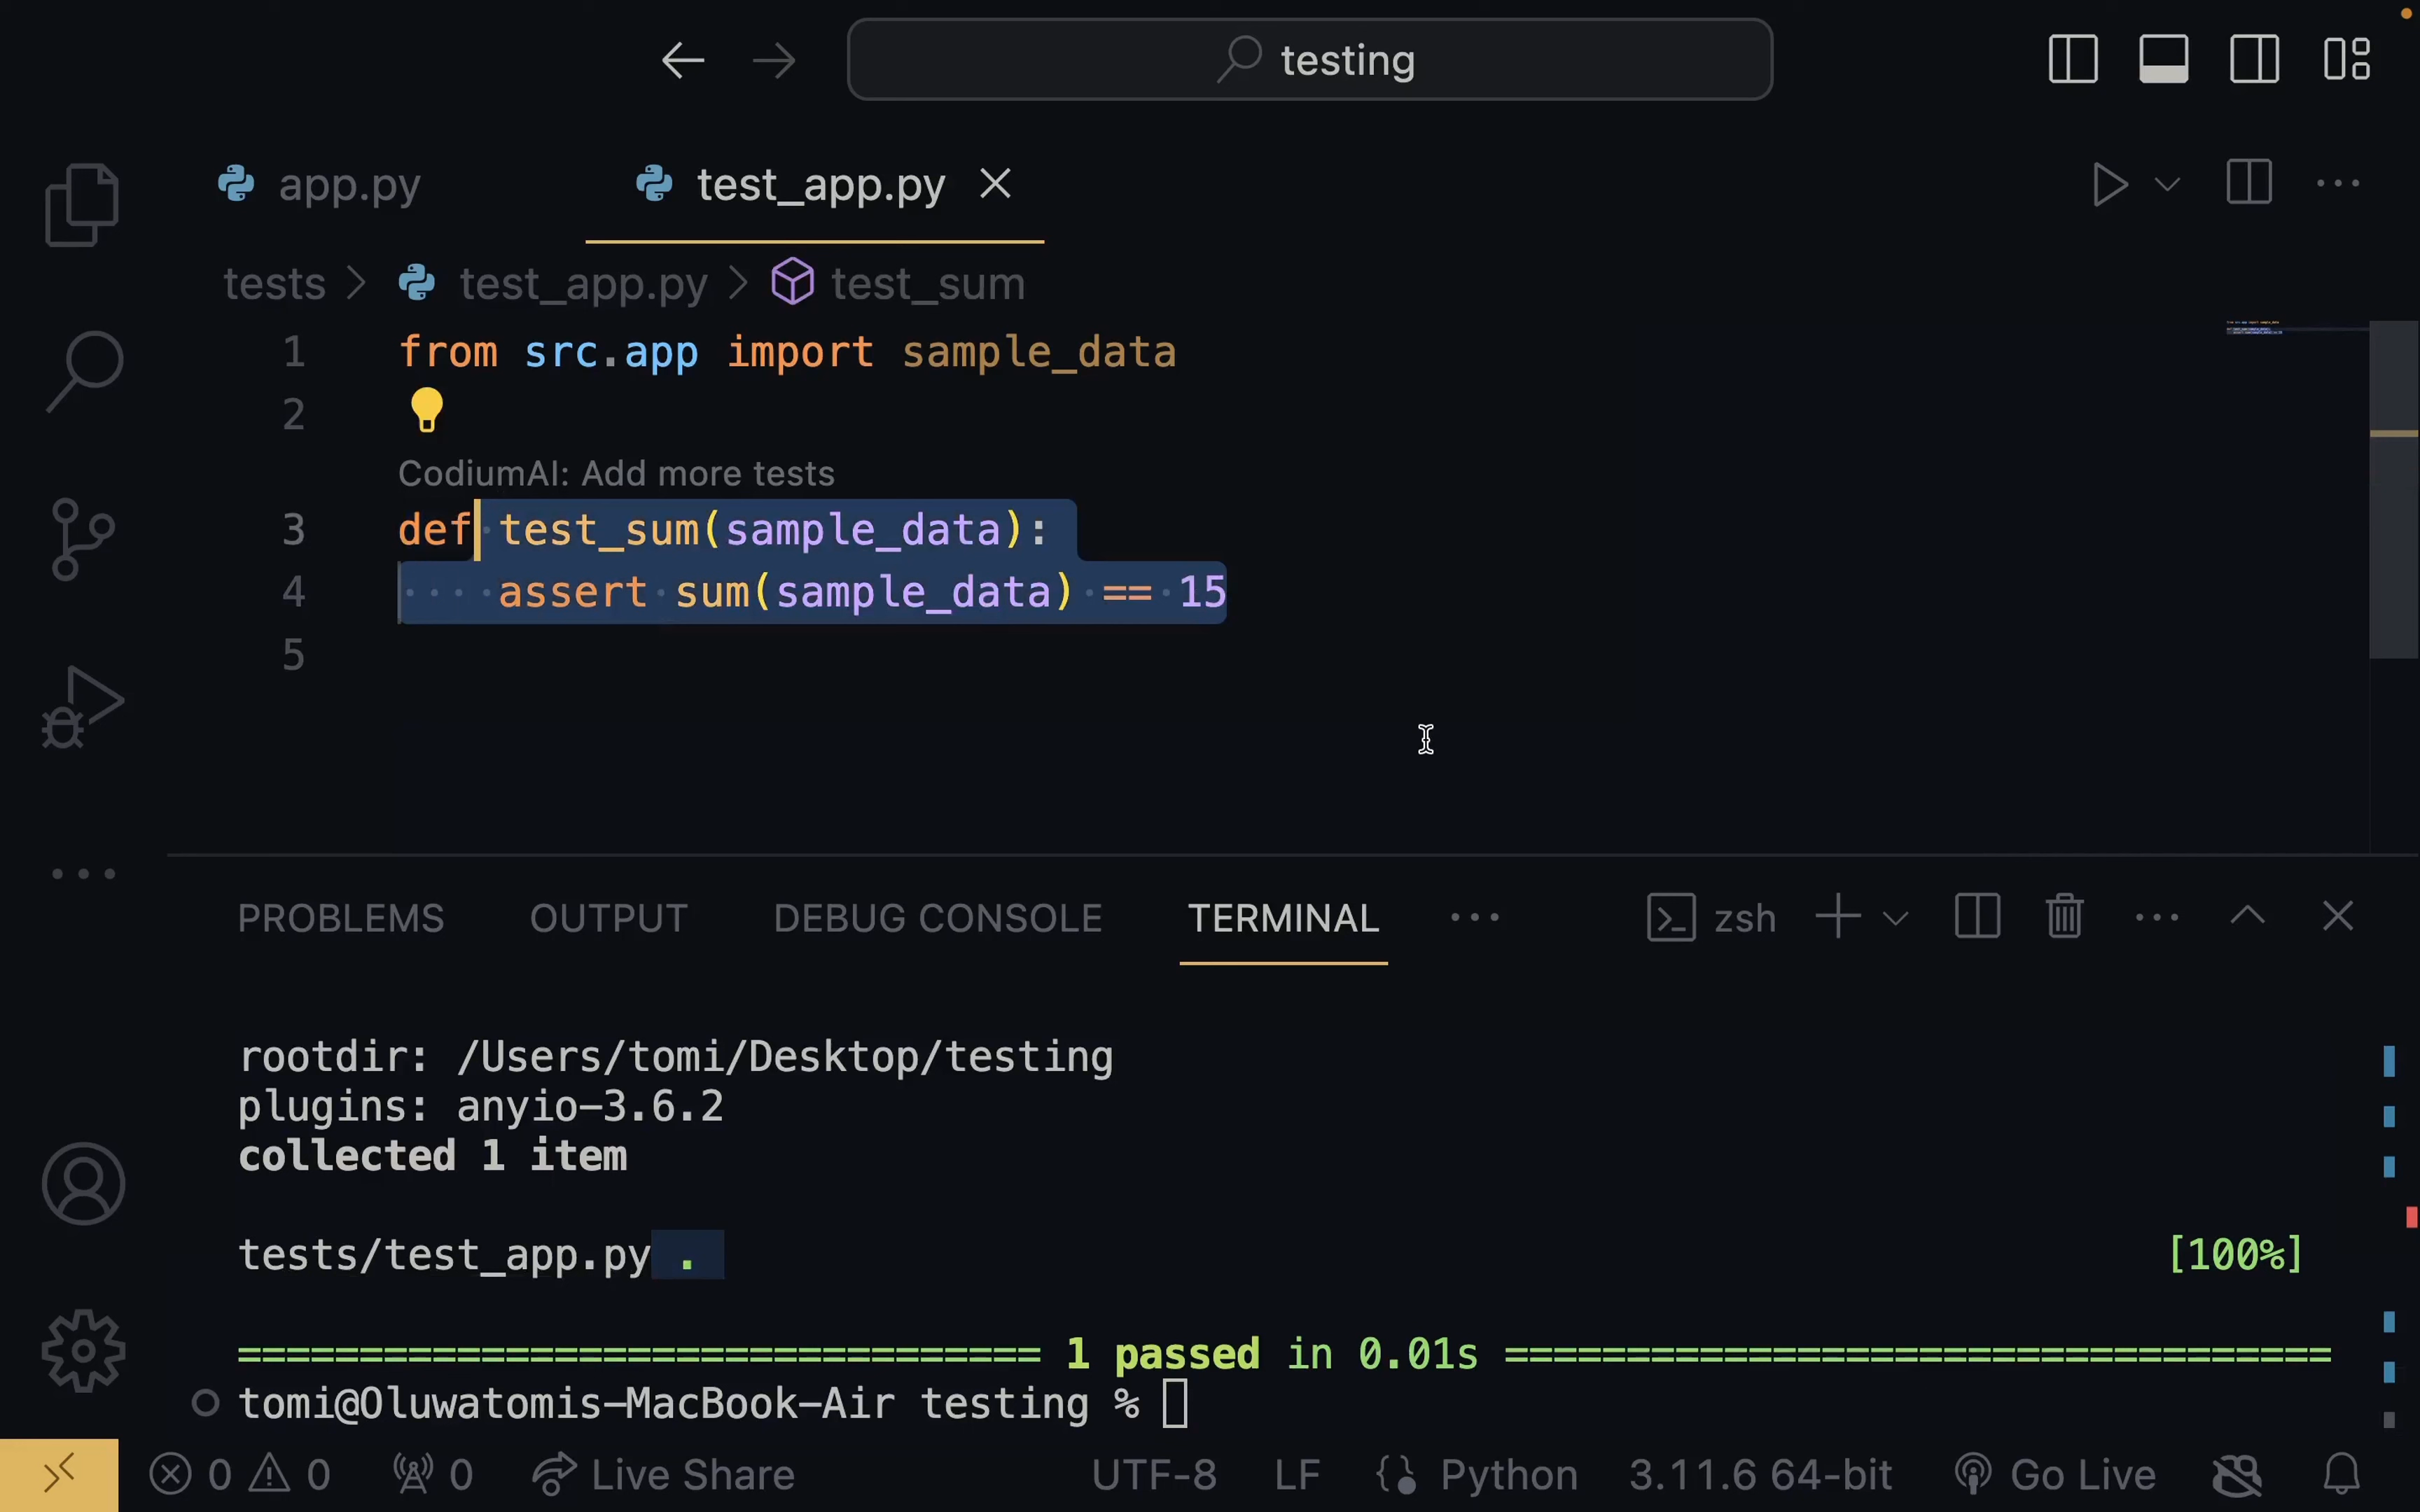 testing
app.py
test_app.py
tests > test_app.py > test_sum
1 from src.app import sample_data
2
CodiumAI: Add more tests
3 def test_sum(sample_data):
4 assert sum(sample_data) == 15
5
PROBLEMS OUTPUT DEBUG CONSOLE TERMINAL ··· zsh
rootdir: /Users/tomi/Desktop/testing
plugins: anyio-3.6.2
collected 1 item
tests/test_app.py . [100%]
================================= 1 passed in 0.01s ==================================
tomi@Oluwatomis-MacBook-Air testing %
0 0 0 Live Share UTF-8 LF Python 3.11.6 64-bit Go Live